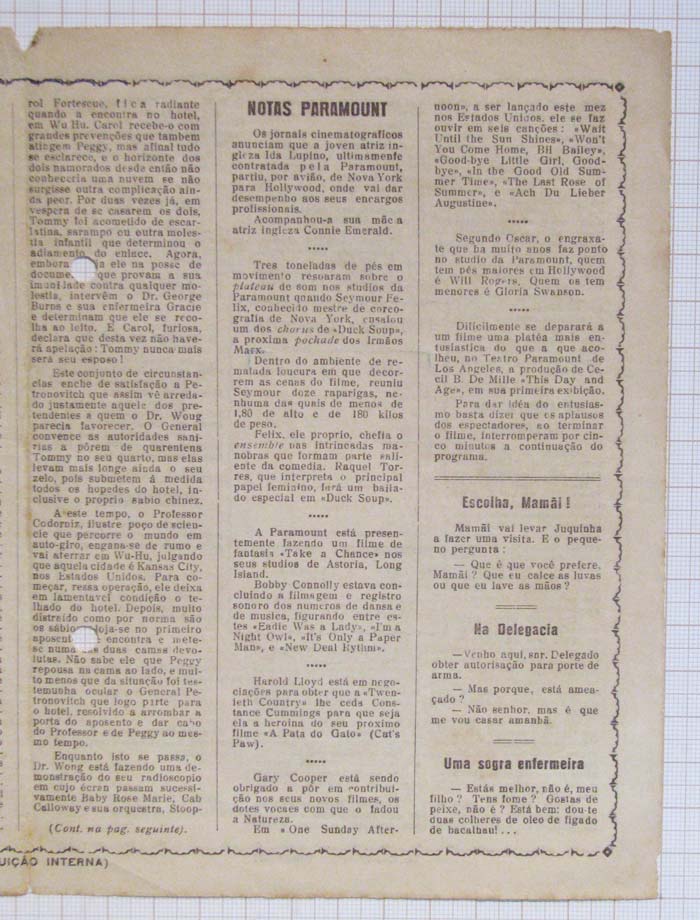 rol Fortescue, fica radiante
quando a encontra no hotel,
em Wu Hu. Carol recebe-o com
grandes prevenções que tambem
atingem Peggy, mas afinal tudo
se esclarece, e o horizonte dos
dois namorados desde então não
conheceria uma nuvem se não
surgisse outra complicação ain-
da peor. Por duas vezes já, em
vespera de se casarem os dois,
Tommy foi acometido de escar-
latina, sarampo ou outra moles-
tia infantil que determinou o
adiamento do enlace. Agora,
embora ele na posse de
docume que provam a sua
imunidade contra qualquer mo-
lestia, intervêm o Dr. George
Burns e sua enfermeira Gracie
e determinam que ele se reco-
lha ao leito. E Carol, furiosa,
declara que desta vez não have-
rá apelação: Tommy nunca mais
será seu esposo!
Este conjunto de circunstan-
cias enche de satisfação a Pe-
tronovitch que assim vê arreda-
do justamente aquele dos pre-
tendentes a quem o Dr. Woug
parecia favorecer. O General
convence as autoridades sani-
rias a pôrem de quarentena
Tommy no seu quarto, mas elas
levam mais longe ainda o seu
zelo, pois submetem á medida
todos os hopedes do hotel, in-
clusive o proprio sabio chinez.
A este tempo, o Professor
Codorniz, ilustre poço de scien-
cie que percorre o mundo em
auto-giro, engana-se de rumo e
vai aterrar em Wu-Hu, julgando
que aquela cidade é Kansas City,
nos Estados Unidos. Para co-
meçar, ressa operação, ele deixa
em lamentavel condição o te-
lhado do hotel. Depois, muito
distraido como por norma são
os sábio loja-se no primeiro
aposent encontra e mete-
se numa das duas camas devo-
lutas. Não sabe ele que Peggy
repousa na cama ao lado, e mui-
to menos que da situação foi tes-
temunha ocular o General Pe-
tronovitch que logo parte para
o hotel, resolvido a arrombar a
porta do aposento e dar cabo
do Professor e de Peggy ao mes-
mo tempo.
Enquanto isto se passa, o
Dr. Wong está fazendo uma de-
monstração do seu radioscopio
em cujo écran passam sucessi-
vamente Baby Rose Marie, Cab
Calloway e sua orquestra, Stoop-
(Cont. na pag. seguinte).
UIÇÃO INTERNA)
NOTAS PARAMOUNT
Os jornais cinematograficos
anunciam que a joven atriz in-
gleza Ida Lupino, ultimamente
contratada pela Paramount,
partiu, por avião, de Nova York
para Hollywood, onde vai dar
desempenho aos seus encargos
profissionais.
Acompanhou-a sua mãe a
atriz ingleza Connie Emerald.
•••••
Tres toneladas de pés em
movimento resoaram sobre o
plateau de som nos studios da
Paramount quando Seymour Fe-
lix, conhecido mestre de coreo-
grafia de Nova York, ensaiou
um dos chorus de «Duck Soup»,
a proxima pochade dos Irmãos
Marx.
Dentro do ambiente de re-
matada loucura em que decor-
rem as cenas do filme, reuniu
Seymour doze raparigas, ne-
nhuma das quais de menos de
1,80 de alto e de 180 kilos
de peso.
Felix, ele proprio, chefia o
ensemble nas intrincadas ma-
nobras que formam parte sali-
ente da comedia. Raquel Tor-
res, que interpreta o principal
papel feminino, fará um baila-
do especial em «Duck Soup».
•••••
A Paramount está presen-
temente fazendo um filme de
fantasia «Take a Chance» nos
seus studios de Astoria, Long
Island.
Bobby Connolly estava con-
cluindo a filmagem e registro
sonoro dos numeros de dansa e
de musica, figurando entre es-
tes «Eadie Was a Lady», «I'm a
Night Owl», «It's Only a Paper
Man», e «New Deal Rythm».
•••••
Harold Lloyd está em nego-
ciações para obter que a «Twen-
tieth Country» lhe ceda Cons-
tance Cummings para que seja
ela a heroina do seu proximo
filme «A Pata do Gato» (Cat's
Paw).
•••••
Gary Cooper está sendo
obrigado a pôr em contribui-
ção nos seus novos filmes, os
dotes vocaes com que o fadou
a Natureza.
Em «One Sunday After-
noon», a ser lançado este mez
nos Estados Unidos, ele se faz
ouvir em seis canções: «Wait
Until the Sun Shines», «Won't
You Come Home, Bil Bailey»,
«Good-bye Little Girl, Good-
bye», «In the Good Old Sum-
mer Time», «The Last Rose of
Summer», e «Ach Du Lieber
Augustine».
•••••
Segundo Oscar, o engraxa-
te que ha muito anos faz ponto
no studio da Paramount, quem
tem pés maiores em Hollywood
é Will Rogers. Quem os tem
menores é Gloria Swanson.
•••••
Dificilmente se deparará a
um filme uma platéa mais en-
tusiastica do que a que aco-
lheu, no Teatro Paramount de
Los Angeles, a produção de Ce-
cil B. De Mille «This Day and
Age», em sua primeira exibição.
Para dar idéa do entusias-
mo basta dizer que os aplausos
dos espectadores, ao terminar
o filme, interromperam por cin-
co minutos a continuação do
programa.
Escolha, Mamãi!
Mamãi vai levar Juquinha
a fazer uma visita. E o peque-
no pergunta:
— Que é que você prefere,
Mamãi? Que eu calce as luvas
ou que eu lave as mãos?
Na Delegacia
—Venho aqui, snr. Delegado
obter autorisação para porte de
arma.
— Mas porque, está amea-
çado?
— Não senhor, mas é que
me vou casar amanhã.
Uma sogra enfermeira
— Estás melhor, não é, meu
filho? Tens fome? Gostas de
peixe, não é? Está bem: dou-te
duas colheres de oleo de figado
de bacalhau!...